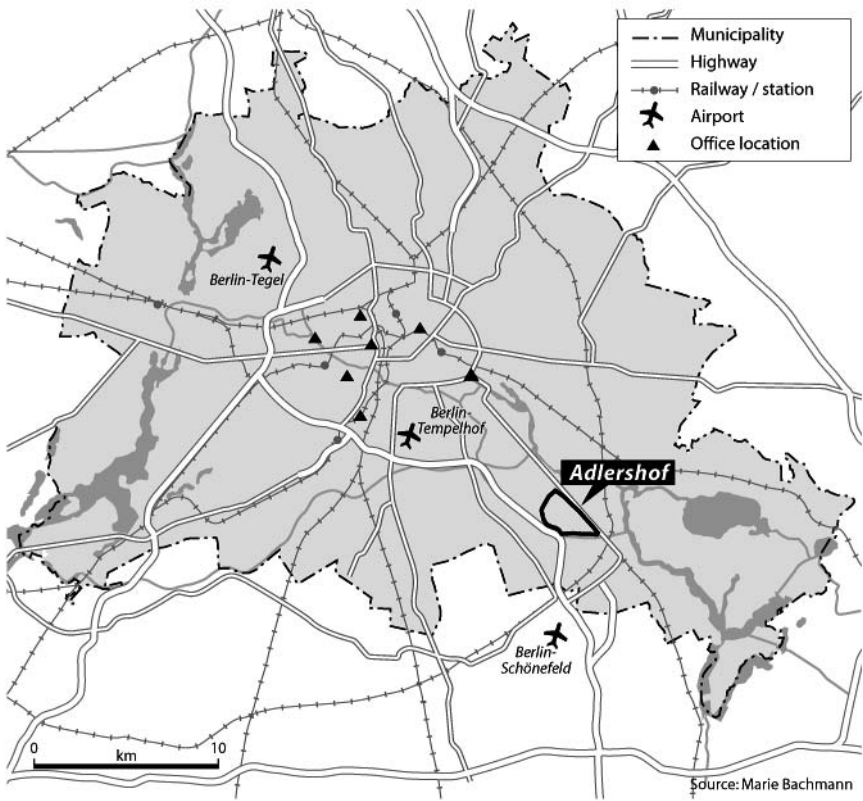 Municipality
Highway
Railway / station
Airport
Office location
Berlin-Tegel
Berlin-
Tempelhof
Adlershof
Berlin-
Schönefeld
0 10
km
Source: Marie Bachmann